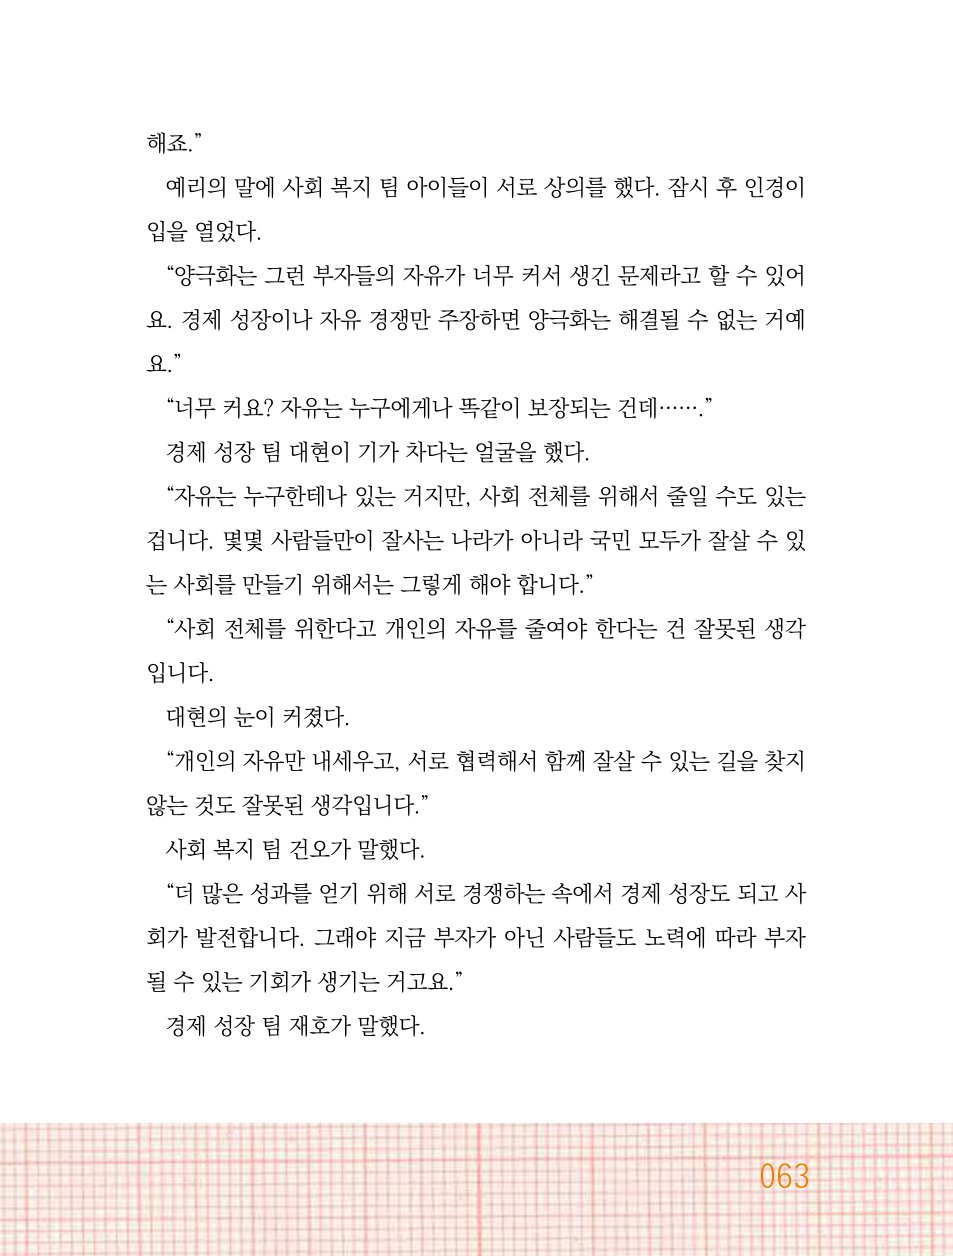 해죠.”
예리의 말에 사회 복지 팀 아이들이 서로 상의를 했다. 잠시 후 인경이
입을 열었다.
“양극화는 그런 부자들의 자유가 너무 커서 생긴 문제라고 할 수 있어
요. 경제 성장이나 자유 경쟁만 주장하면 양극화는 해결될 수 없는 거예
요.”
“너무 커요? 자유는 누구에게나 똑같이 보장되는 건데…….”
경제 성장 팀 대현이 기가 차다는 얼굴을 했다.
“자유는 누구한테나 있는 거지만, 사회 전체를 위해서 줄일 수도 있는
겁니다. 몇몇 사람들만이 잘사는 나라가 아니라 국민 모두가 잘살 수 있
는 사회를 만들기 위해서는 그렇게 해야 합니다.”
“사회 전체를 위한다고 개인의 자유를 줄여야 한다는 건 잘못된 생각
입니다.
대현의 눈이 커졌다.
“개인의 자유만 내세우고, 서로 협력해서 함께 잘살 수 있는 길을 찾지
않는 것도 잘못된 생각입니다.”
사회 복지 팀 건오가 말했다.
“더 많은 성과를 얻기 위해 서로 경쟁하는 속에서 경제 성장도 되고 사
회가 발전합니다. 그래야 지금 부자가 아닌 사람들도 노력에 따라 부자
될 수 있는 기회가 생기는 거고요.”
경제 성장 팀 재호가 말했다.
063